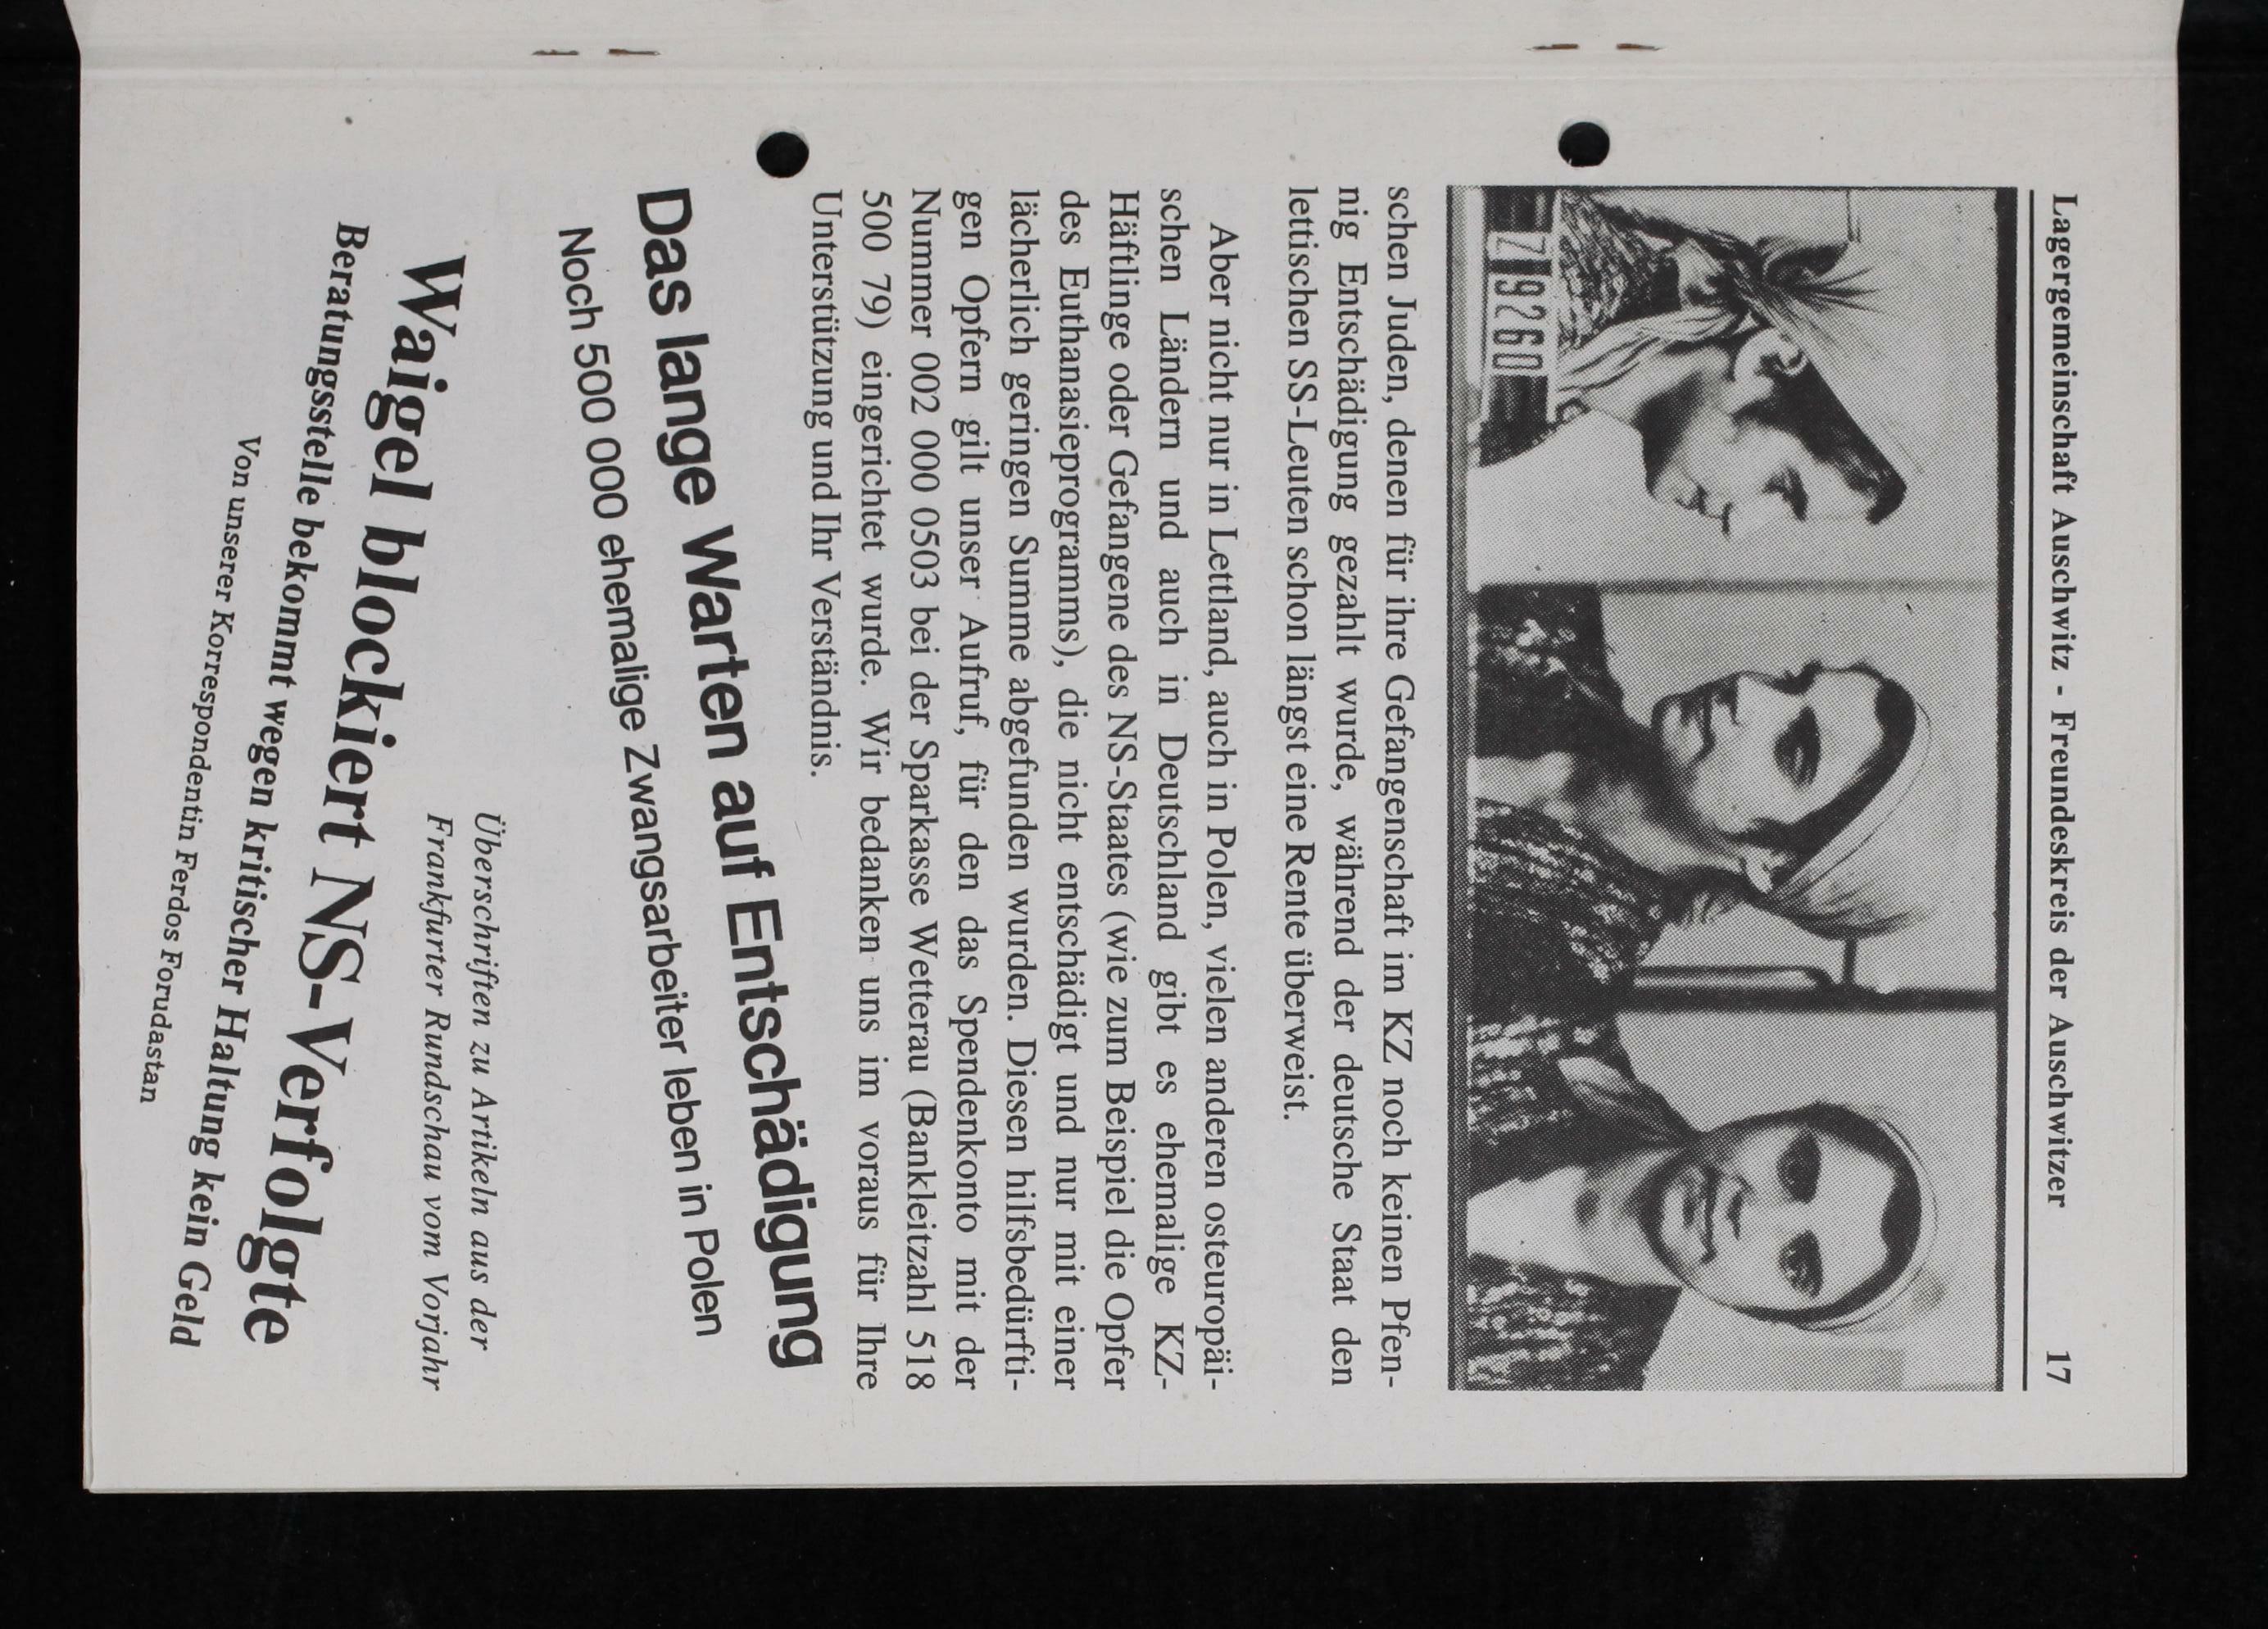 Lagergemeinschaft Auschwitz - Freundeskreis der Auschwitzer 17
Z 9260
schen Juden, denen für ihre Gefangenschaft im KZ noch keinen Pfen-
nig Entschädigung gezahlt wurde, während der deutsche Staat den
lettischen SS-Leuten schon längst eine Rente überweist.
Aber nicht nur in Lettland, auch in Polen, vielen anderen osteuropäi-
schen Ländern und auch in Deutschland gibt es ehemalige KZ-
Häftlinge oder Gefangene des NS-Staates (wie zum Beispiel die Opfer
des Euthanasieprogramms), die nicht entschädigt und nur mit einer
lächerlich geringen Summe abgefunden wurden. Diesen hilfsbedürfti-
gen Opfern gilt unser Aufruf, für den das Spendenkonto mit der
Nummer 002 000 0503 bei der Sparkasse Wetterau (Bankleitzahl 518
500 79) eingerichtet wurde. Wir bedanken uns im voraus für Ihre
Unterstützung und Ihr Verständnis.
Das lange Warten auf Entschädigung
Noch 500 000 ehemalige Zwangsarbeiter leben in Polen
Überschriften zu Artikeln aus der
Frankfurter Rundschau vom Vorjahr
Waigel blockiert NS-Verfolgte
Beratungsstelle bekommt wegen kritischer Haltung kein Geld
Von unserer Korrespondentin Ferdos Forudastan